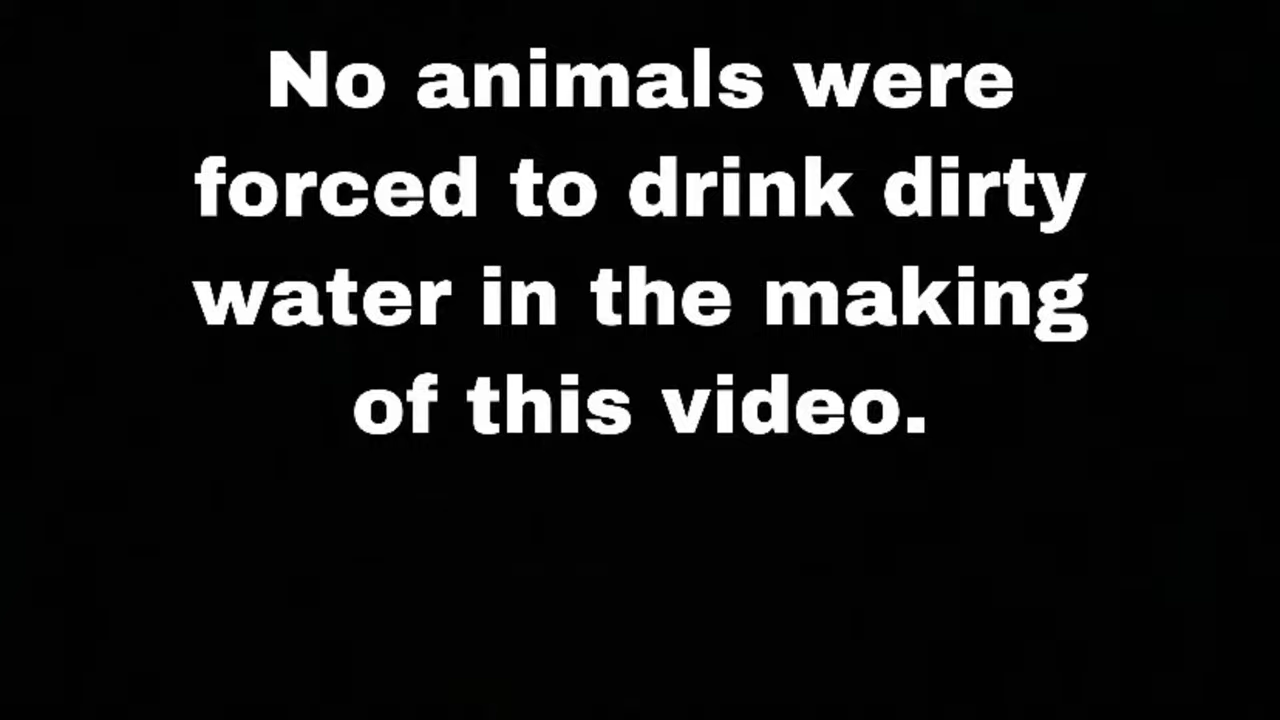 No animals were
forced to drink dirty
water in the making
of this video.